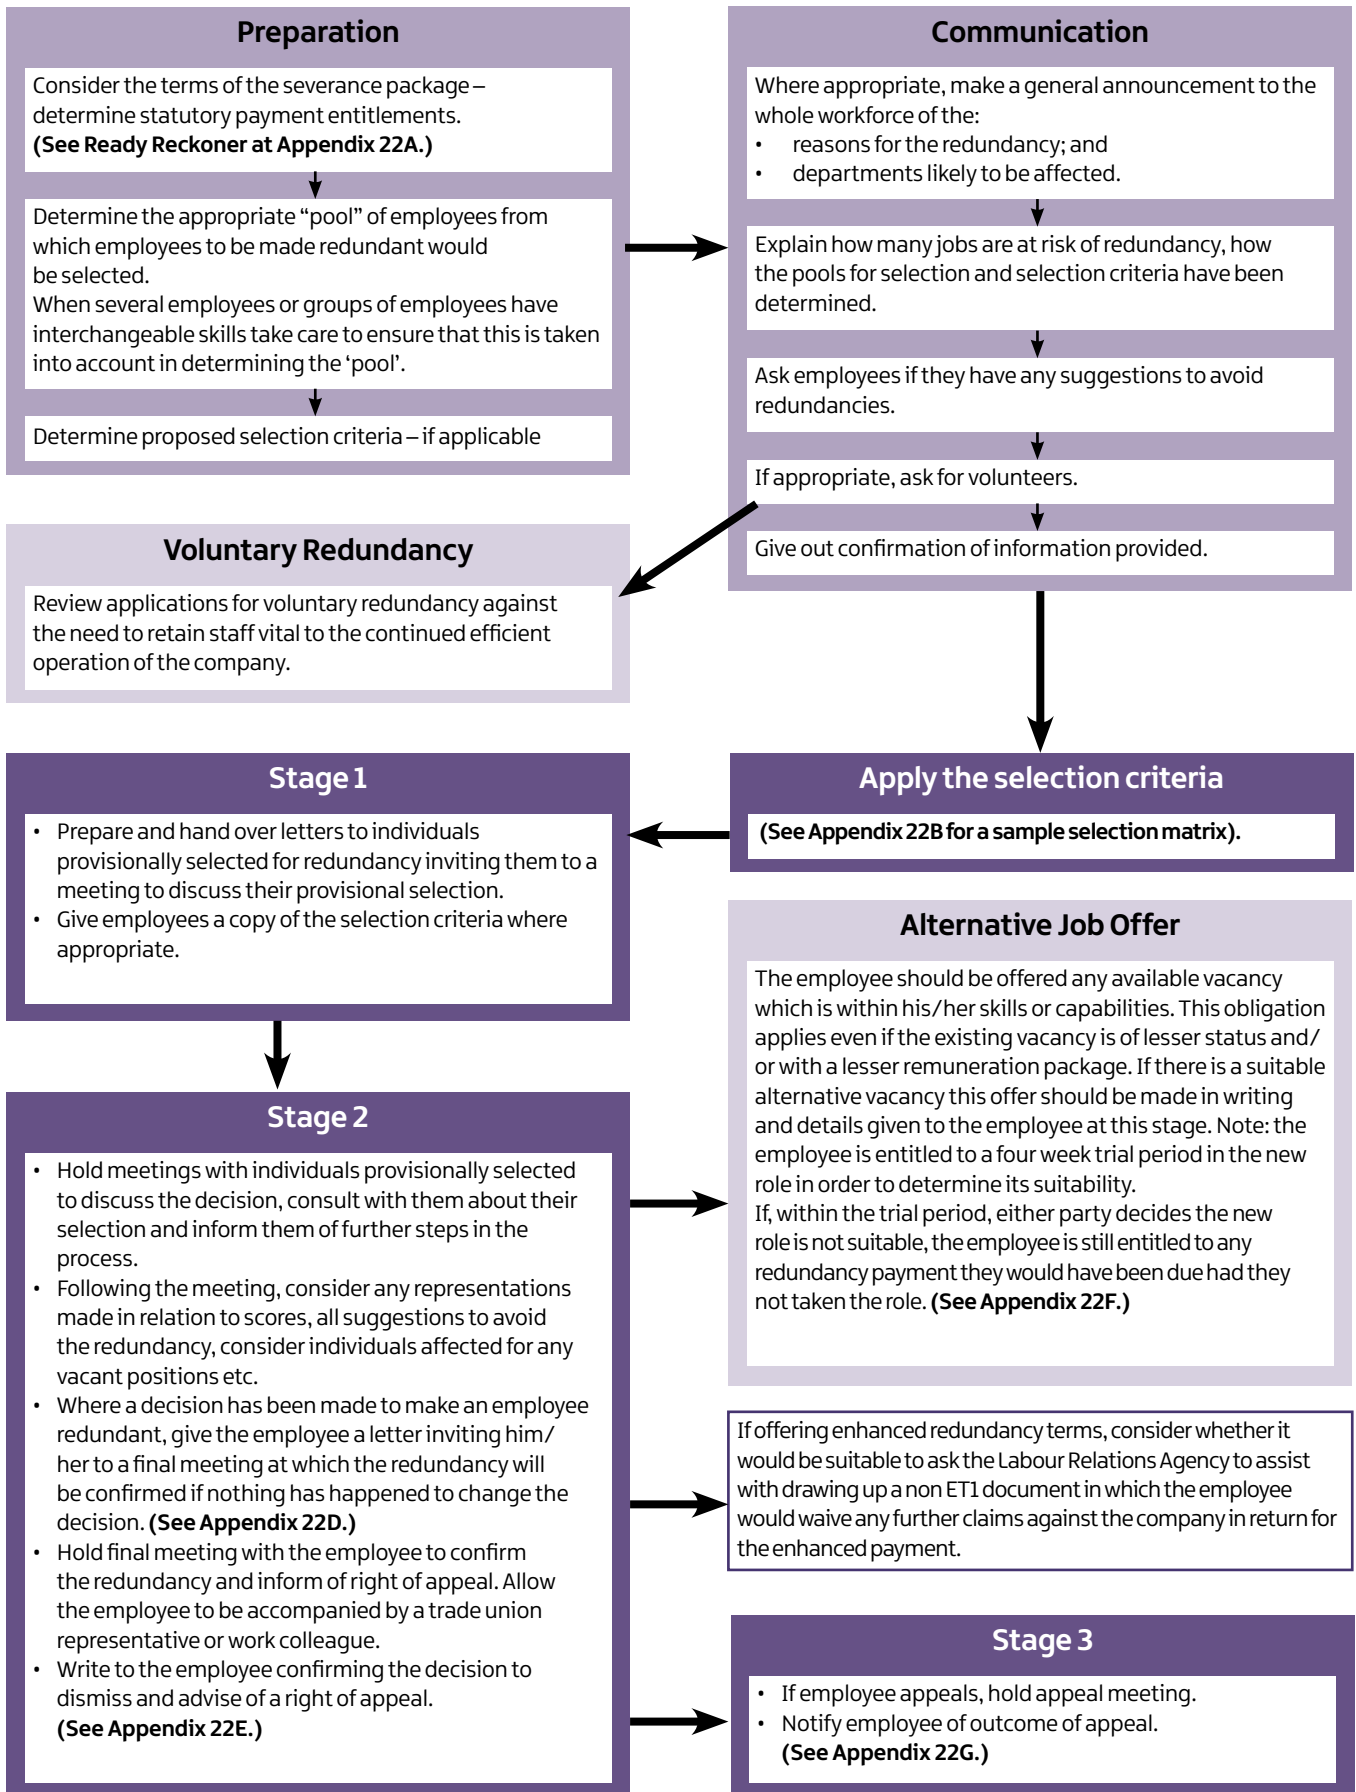 Preparation
Consider the terms of the severance package –
determine statutory payment entitlements.
(See Ready Reckoner at Appendix 22A.)
Determine the appropriate “pool” of employees from
which employees to be made redundant would
be selected.
When several employees or groups of employees have
interchangeable skills take care to ensure that this is taken
into account in determining the ‘pool’.
Determine proposed selection criteria – if applicable
Communication
Where appropriate, make a general announcement to the
whole workforce of the:
• reasons for the redundancy; and
• departments likely to be affected.
Explain how many jobs are at risk of redundancy, how
the pools for selection and selection criteria have been
determined.
Ask employees if they have any suggestions to avoid
redundancies.
If appropriate, ask for volunteers.
Give out confirmation of information provided.
Voluntary Redundancy
Review applications for voluntary redundancy against
the need to retain staff vital to the continued efficient
operation of the company.
Apply the selection criteria
(See Appendix 22B for a sample selection matrix).
Stage 1
• Prepare and hand over letters to individuals
provisionally selected for redundancy inviting them to a
meeting to discuss their provisional selection.
• Give employees a copy of the selection criteria where
appropriate.
Stage 2
• Hold meetings with individuals provisionally selected
to discuss the decision, consult with them about their
selection and inform them of further steps in the
process.
• Following the meeting, consider any representations
made in relation to scores, all suggestions to avoid
the redundancy, consider individuals affected for any
vacant positions etc.
• Where a decision has been made to make an employee
redundant, give the employee a letter inviting him/
her to a final meeting at which the redundancy will
be confirmed if nothing has happened to change the
decision. (See Appendix 22D.)
• Hold final meeting with the employee to confirm
the redundancy and inform of right of appeal. Allow
the employee to be accompanied by a trade union
representative or work colleague.
• Write to the employee confirming the decision to
dismiss and advise of a right of appeal.
(See Appendix 22E.)
Alternative Job Offer
The employee should be offered any available vacancy
which is within his/her skills or capabilities. This obligation
applies even if the existing vacancy is of lesser status and/
or with a lesser remuneration package. If there is a suitable
alternative vacancy this offer should be made in writing
and details given to the employee at this stage. Note: the
employee is entitled to a four week trial period in the new
role in order to determine its suitability.
If, within the trial period, either party decides the new
role is not suitable, the employee is still entitled to any
redundancy payment they would have been due had they
not taken the role. (See Appendix 22F.)
If offering enhanced redundancy terms, consider whether it
would be suitable to ask the Labour Relations Agency to assist
with drawing up a non ET1 document in which the employee
would waive any further claims against the company in return for
the enhanced payment.
Stage 3
• If employee appeals, hold appeal meeting.
• Notify employee of outcome of appeal.
(See Appendix 22G.)